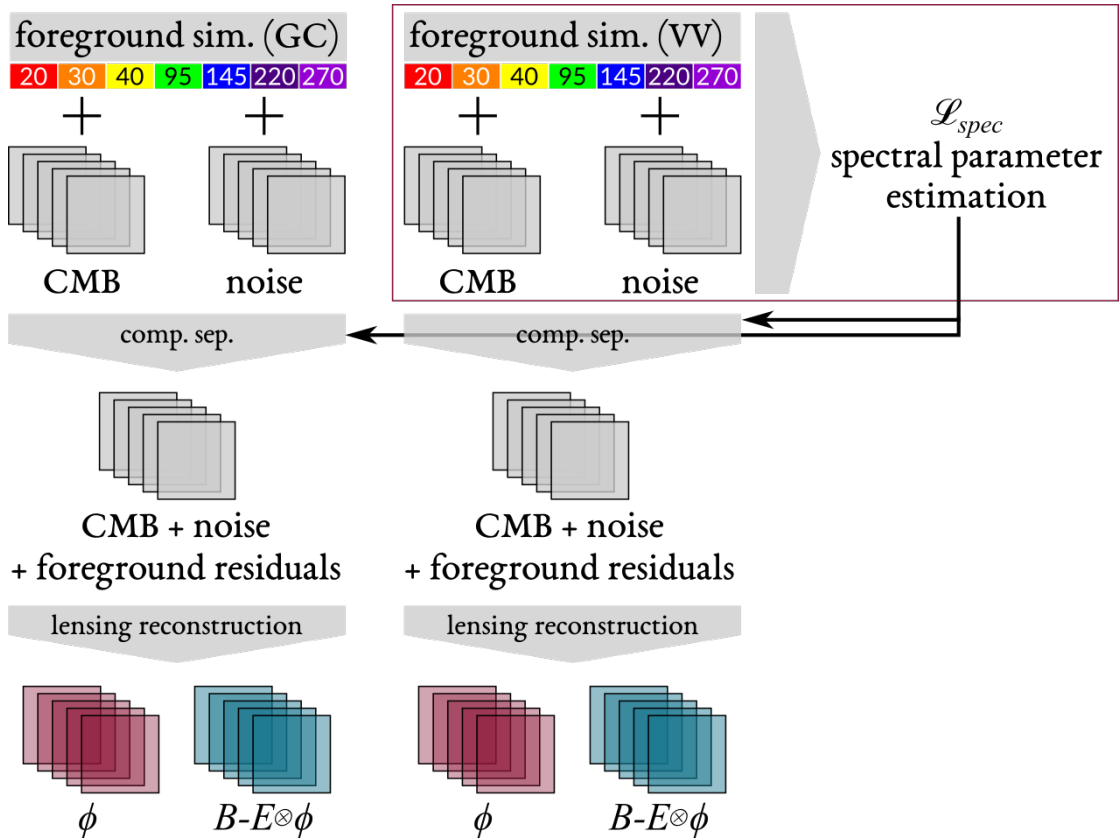 foreground sim. (GC)
20 30 40 95 145 220 270
+ +
CMB noise
comp. sep.
CMB + noise
+ foreground residuals
lensing reconstruction
ϕ B-E⊗ϕ
foreground sim. (VV)
20 30 40 95 145 220 270
+ +
CMB noise
comp. sep.
CMB + noise
+ foreground residuals
lensing reconstruction
ϕ B-E⊗ϕ
ℒspec
spectral parameter
estimation